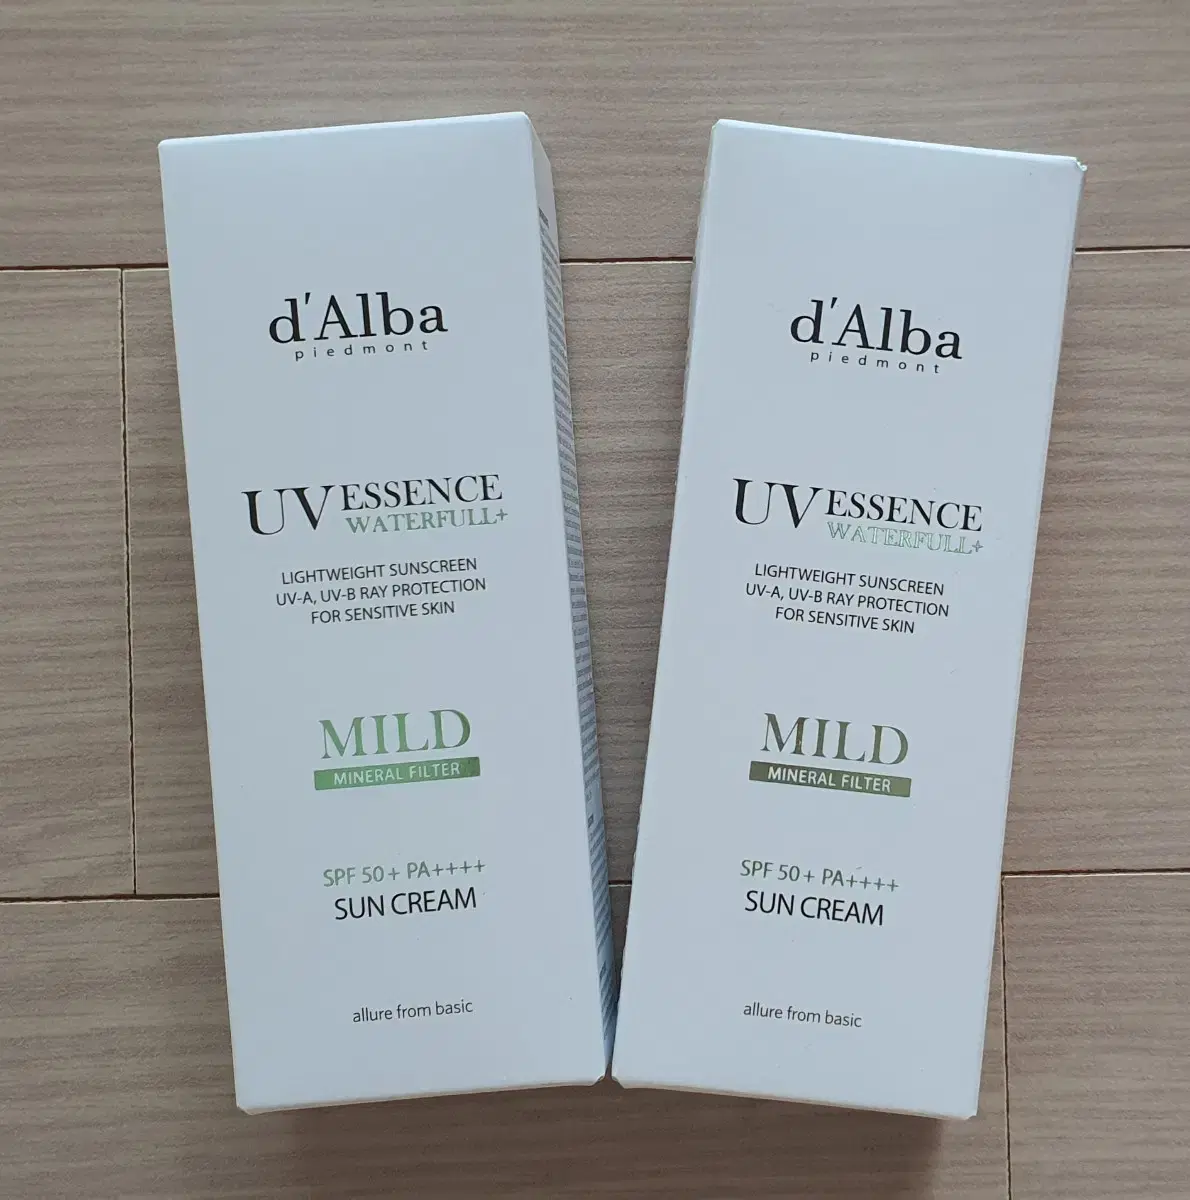 d'Alba
piedmont
UV ESSENCE
WATERFULL+
LIGHTWEIGHT SUNSCREEN
UV-A, UV-B RAY PROTECTION
FOR SENSITIVE SKIN
MILD
MINERAL FILTER
SPF 50+ PA++++
SUN CREAM
allure from basic
d'Alba
piedmont
UV ESSENCE
WATERFULL+
LIGHTWEIGHT SUNSCREEN
UV-A, UV-B RAY PROTECTION
FOR SENSITIVE SKIN
MILD
MINERAL FILTER
SPF 50+ PA++++
SUN CREAM
allure from basic